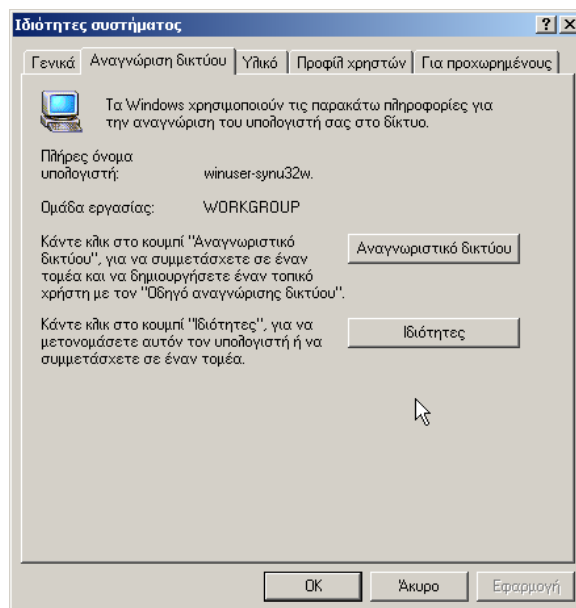 Ιδιότητες συστήματος
Γενικά Αναγνώριση δικτύου Υλικό Προφίλ χρηστών Για προχωρημένους
Τα Windows χρησιμοποιούν τις παρακάτω πληροφορίες για
την αναγνώριση του υπολογιστή σας στο δίκτυο.
Πλήρες όνομα
υπολογιστή: winuser-synu32w.
Ομάδα εργασίας: WORKGROUP
Κάντε κλικ στο κουμπί "Αναγνωριστικό
δικτύου", για να συμμετάσχετε σε έναν
τομέα και να δημιουργήσετε έναν τοπικό
χρήστη με τον "Οδηγό αναγνώρισης δικτύου".
Αναγνωριστικό δικτύου
Κάντε κλικ στο κουμπί "Ιδιότητες", για να
μετονομάσετε αυτόν τον υπολογιστή ή να
συμμετάσχετε σε έναν τομέα.
Ιδιότητες
OK Άκυρο Εφαρμογή